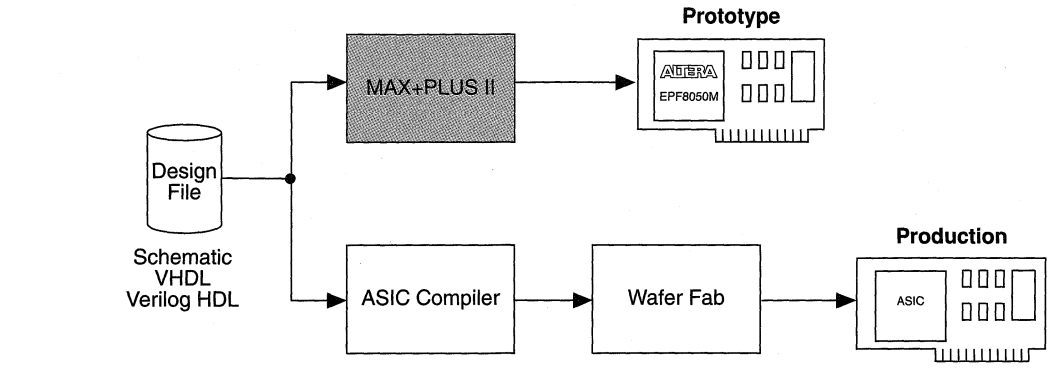 Prototype
MAX+PLUS II
ALTERA
EPF8050M
Design
File
Schematic
VHDL
Verilog HDL
Production
ASIC Compiler
Wafer Fab
ASIC